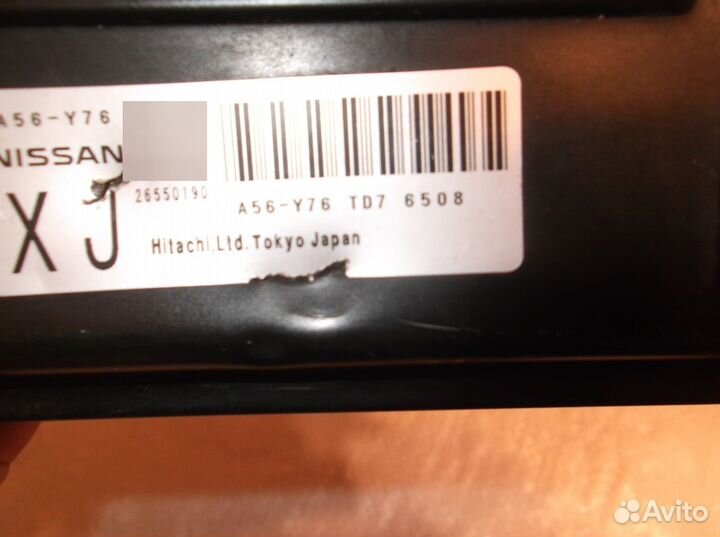 A56-Y76
NISSAN
26550190
XJ
A56-Y76 TD7 6508
Hitachi,Ltd.Tokyo Japan
Avito